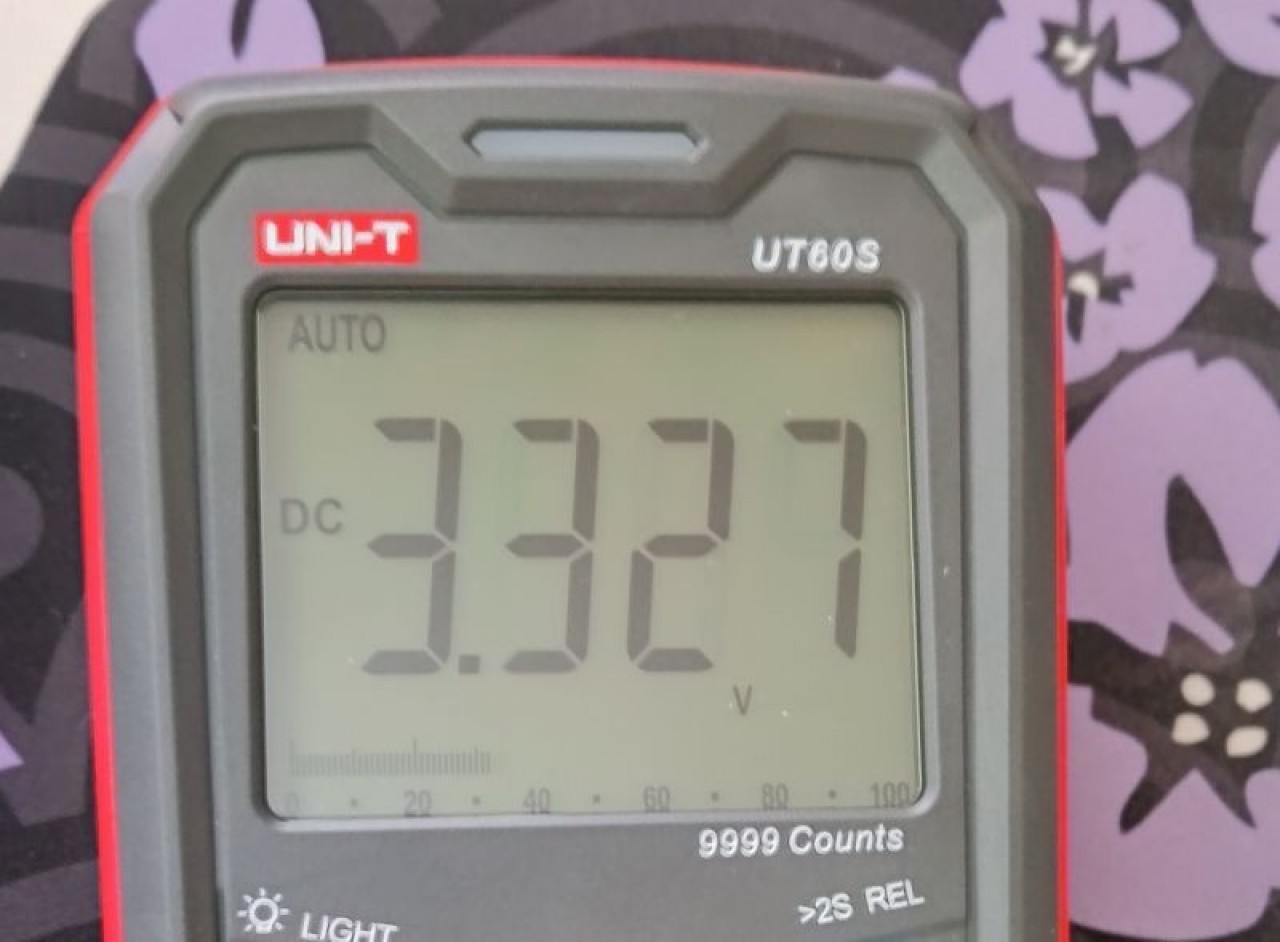 UNI-T
UT60S
AUTO
DC
3.327
V
0 20 40 60 80 100
9999 Counts
>2S REL
LIGHT